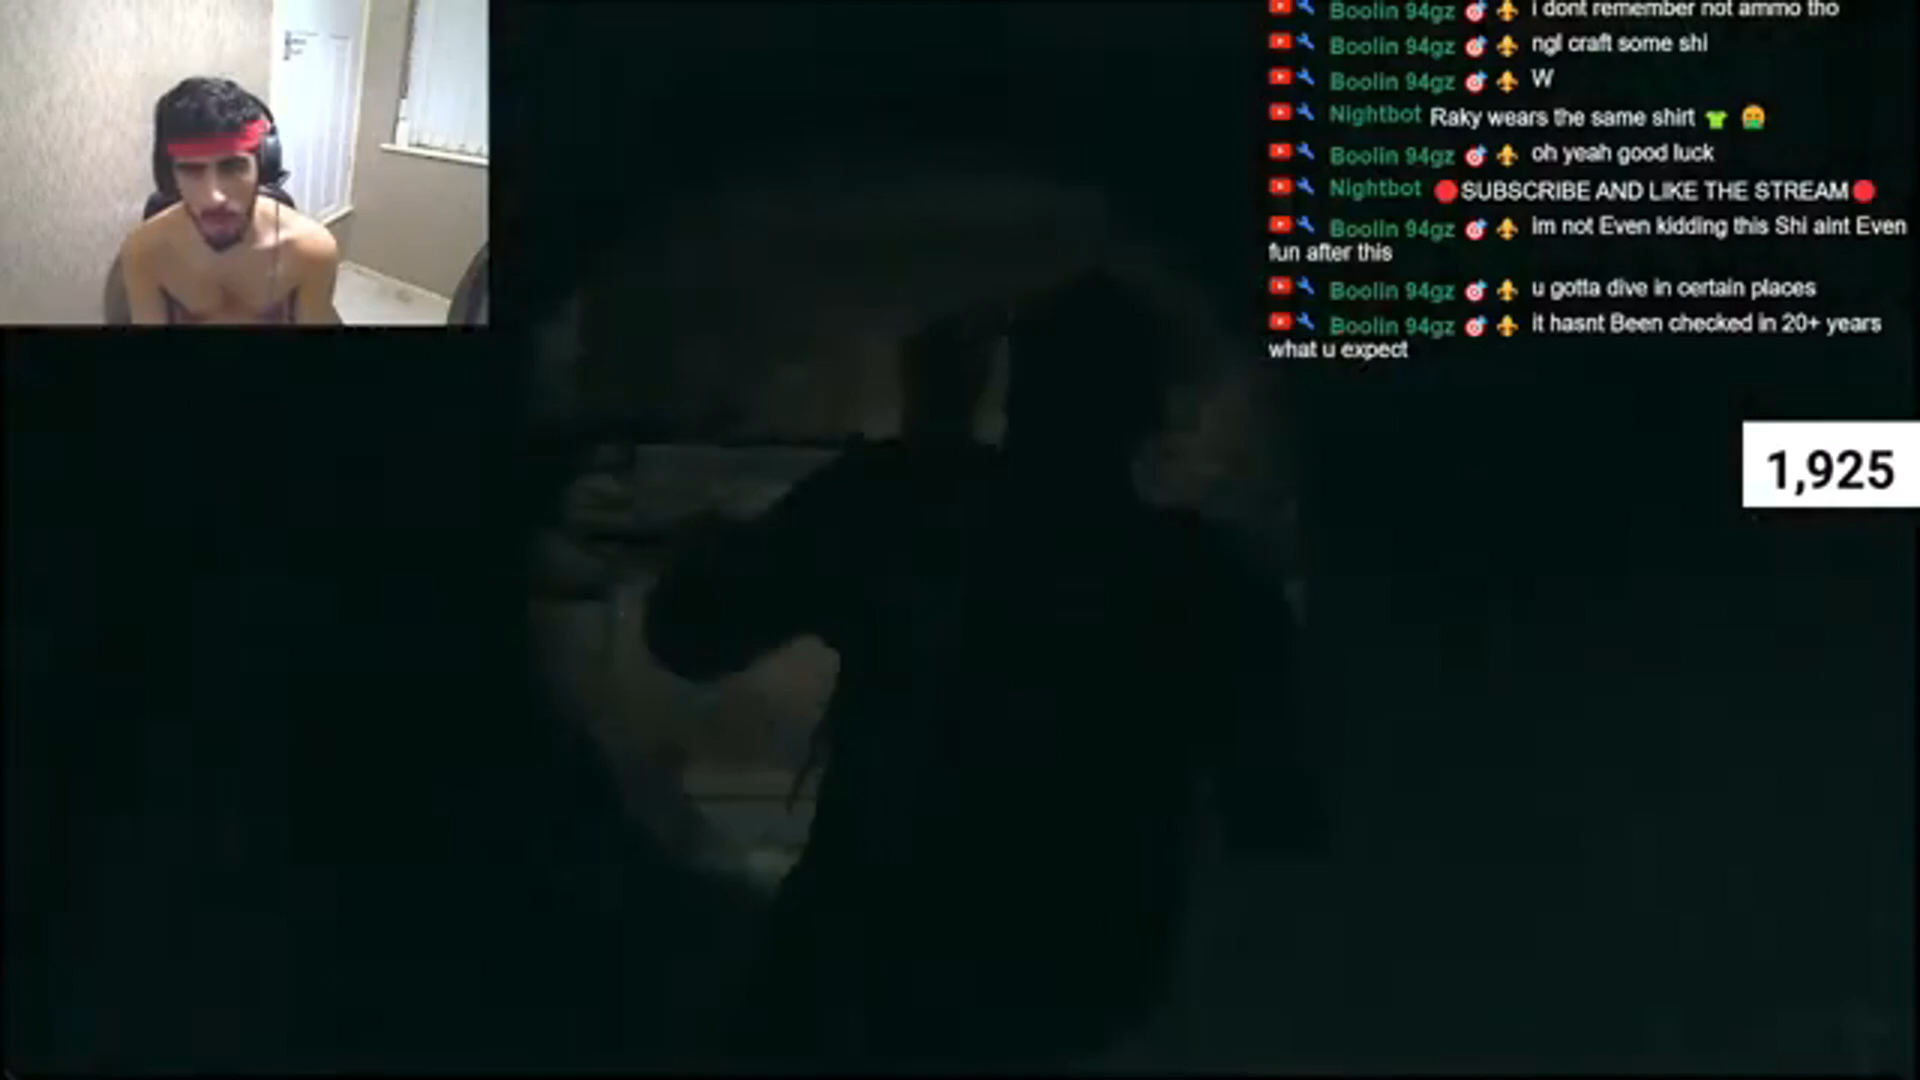 Boolin 94gz i dont remember not ammo tho
Boolin 94gz ngl craft some shi
Boolin 94gz W
Nightbot Raky wears the same shirt
Boolin 94gz oh yeah good luck
Nightbot SUBSCRIBE AND LIKE THE STREAM
Boolin 94gz im not Even kidding this Shi aint Even
fun after this
Boolin 94gz u gotta dive in certain places
Boolin 94gz it hasnt Been checked in 20+ years
what u expect
1,925